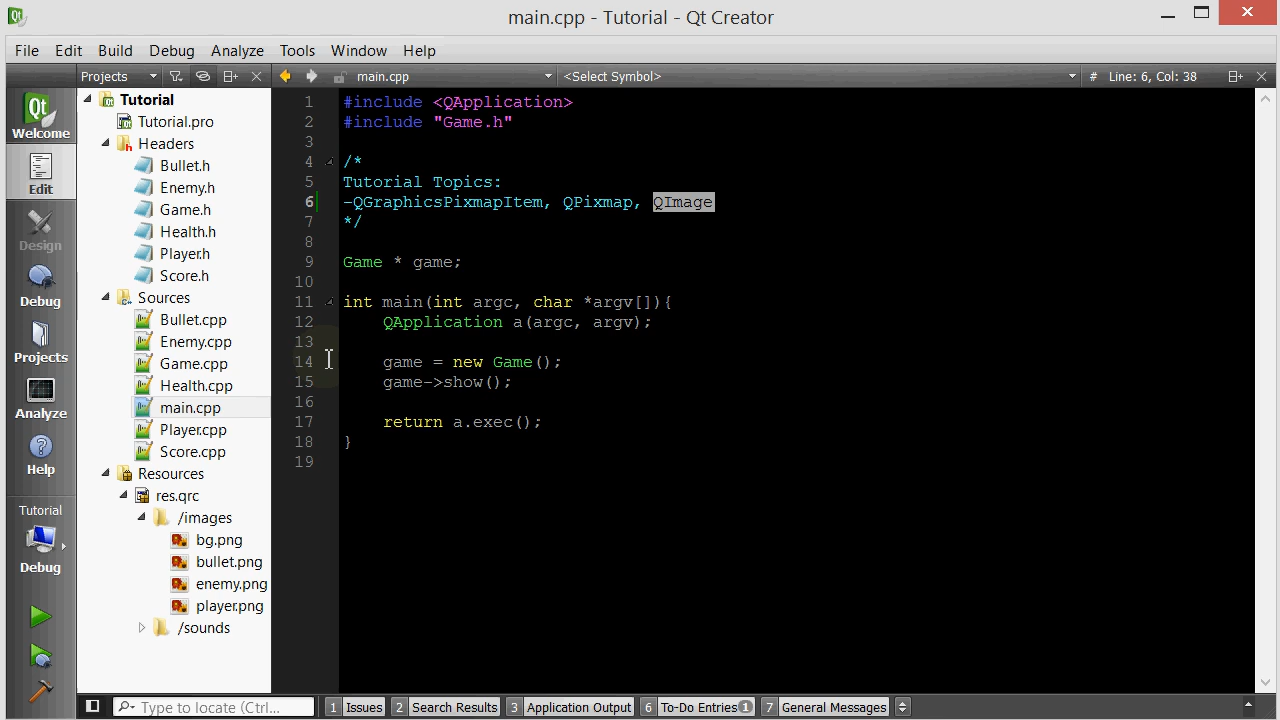 main.cpp - Tutorial - Qt Creator
File Edit Build Debug Analyze Tools Window Help
Projects main.cpp <Select Symbol> # Line: 6, Col: 38
Qt
Welcome
Edit
Design
Debug
Projects
Analyze
Help
Tutorial
Debug
Tutorial
Tutorial.pro
Headers
Bullet.h
Enemy.h
Game.h
Health.h
Player.h
Score.h
Sources
Bullet.cpp
Enemy.cpp
Game.cpp
Health.cpp
main.cpp
Player.cpp
Score.cpp
Resources
res.qrc
/images
bg.png
bullet.png
enemy.png
player.png
/sounds
1 #include <QApplication>
2 #include "Game.h"
3
4 /*
5 Tutorial Topics:
6 -QGraphicsPixmapItem, QPixmap, QImage
7 */
8
9 Game * game;
10
11 int main(int argc, char *argv[]){
12 QApplication a(argc, argv);
13
14 game = new Game();
15 game->show();
16
17 return a.exec();
18 }
19
Type to locate (Ctrl... 1 Issues 2 Search Results 3 Application Output 6 To-Do Entries 1 7 General Messages